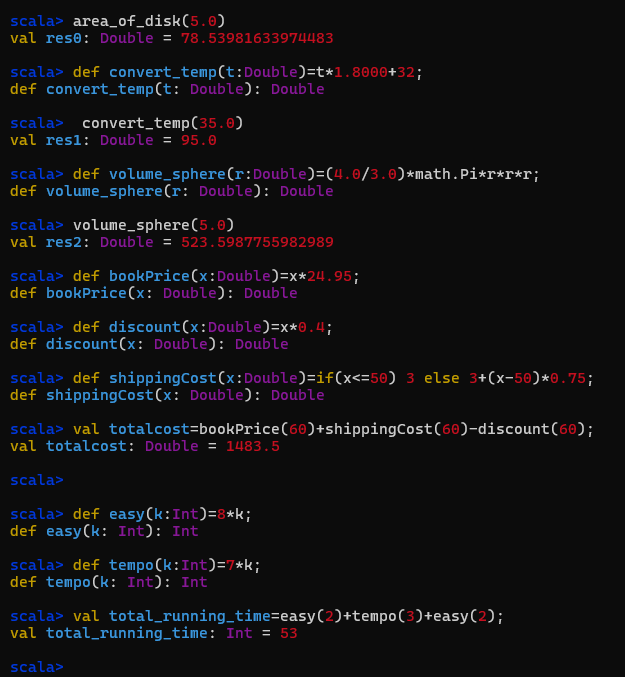 scala> area_of_disk(5.0)
val res0: Double = 78.53981633974483
scala> def convert_temp(t:Double)=t*1.8000+32;
def convert_temp(t: Double): Double
scala>  convert_temp(35.0)
val res1: Double = 95.0
scala> def volume_sphere(r:Double)=(4.0/3.0)*math.Pi*r*r*r;
def volume_sphere(r: Double): Double
scala> volume_sphere(5.0)
val res2: Double = 523.5987755982989
scala> def bookPrice(x:Double)=x*24.95;
def bookPrice(x: Double): Double
scala> def discount(x:Double)=x*0.4;
def discount(x: Double): Double
scala> def shippingCost(x:Double)=if(x<=50) 3 else 3+(x-50)*0.75;
def shippingCost(x: Double): Double
scala> val totalcost=bookPrice(60)+shippingCost(60)-discount(60);
val totalcost: Double = 1483.5
scala>
scala> def easy(k:Int)=8*k;
def easy(k: Int): Int
scala> def tempo(k:Int)=7*k;
def tempo(k: Int): Int
scala> val total_running_time=easy(2)+tempo(3)+easy(2);
val total_running_time: Int = 53
scala>